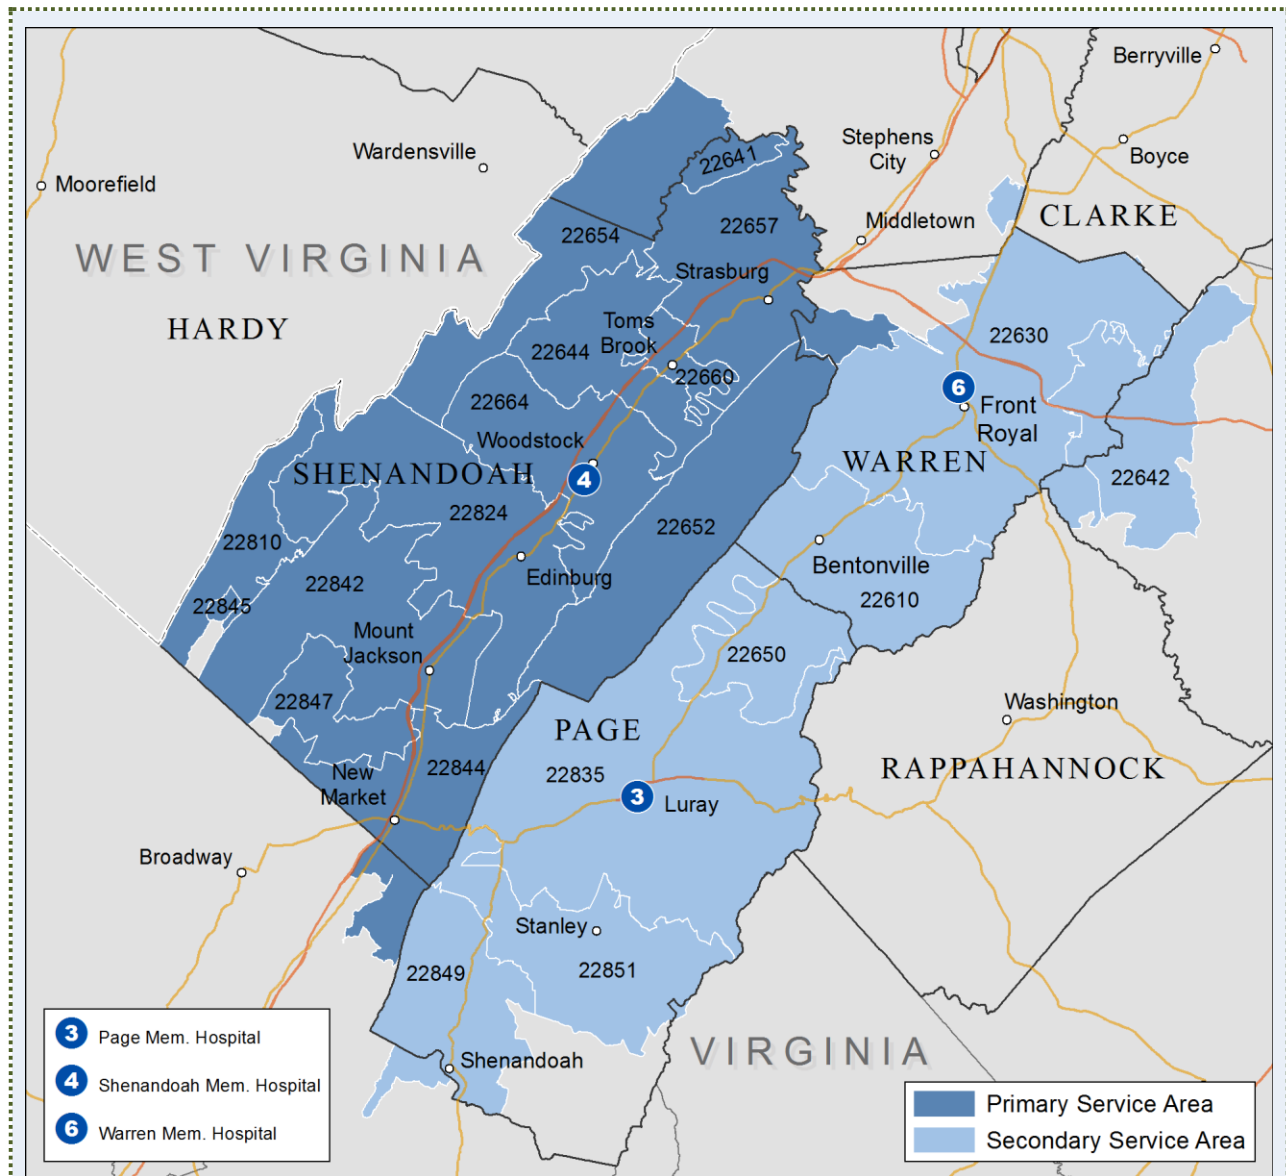 Berryville
Stephens
City
Boyce
Wardensville
22641
Moorefield
CLARKE
22657
Middletown
22654
WEST VIRGINIA
Strasburg
HARDY
Toms
Brook
22630
22644
22660
6
22664
Front
Royal
Woodstock
WARREN
SHENANDOAH
4
22642
22824
22652
22810
Bentonville
Edinburg
22842
22610
22845
Mount
Jackson
22650
22847
Washington
PAGE
22844
22835
RAPPAHANNOCK
New
Market
3
Luray
Broadway
Stanley
22849
22851
3 Page Mem. Hospital
Shenandoah
VIRGINIA
4 Shenandoah Mem. Hospital
Primary Service Area
6 Warren Mem. Hospital
Secondary Service Area